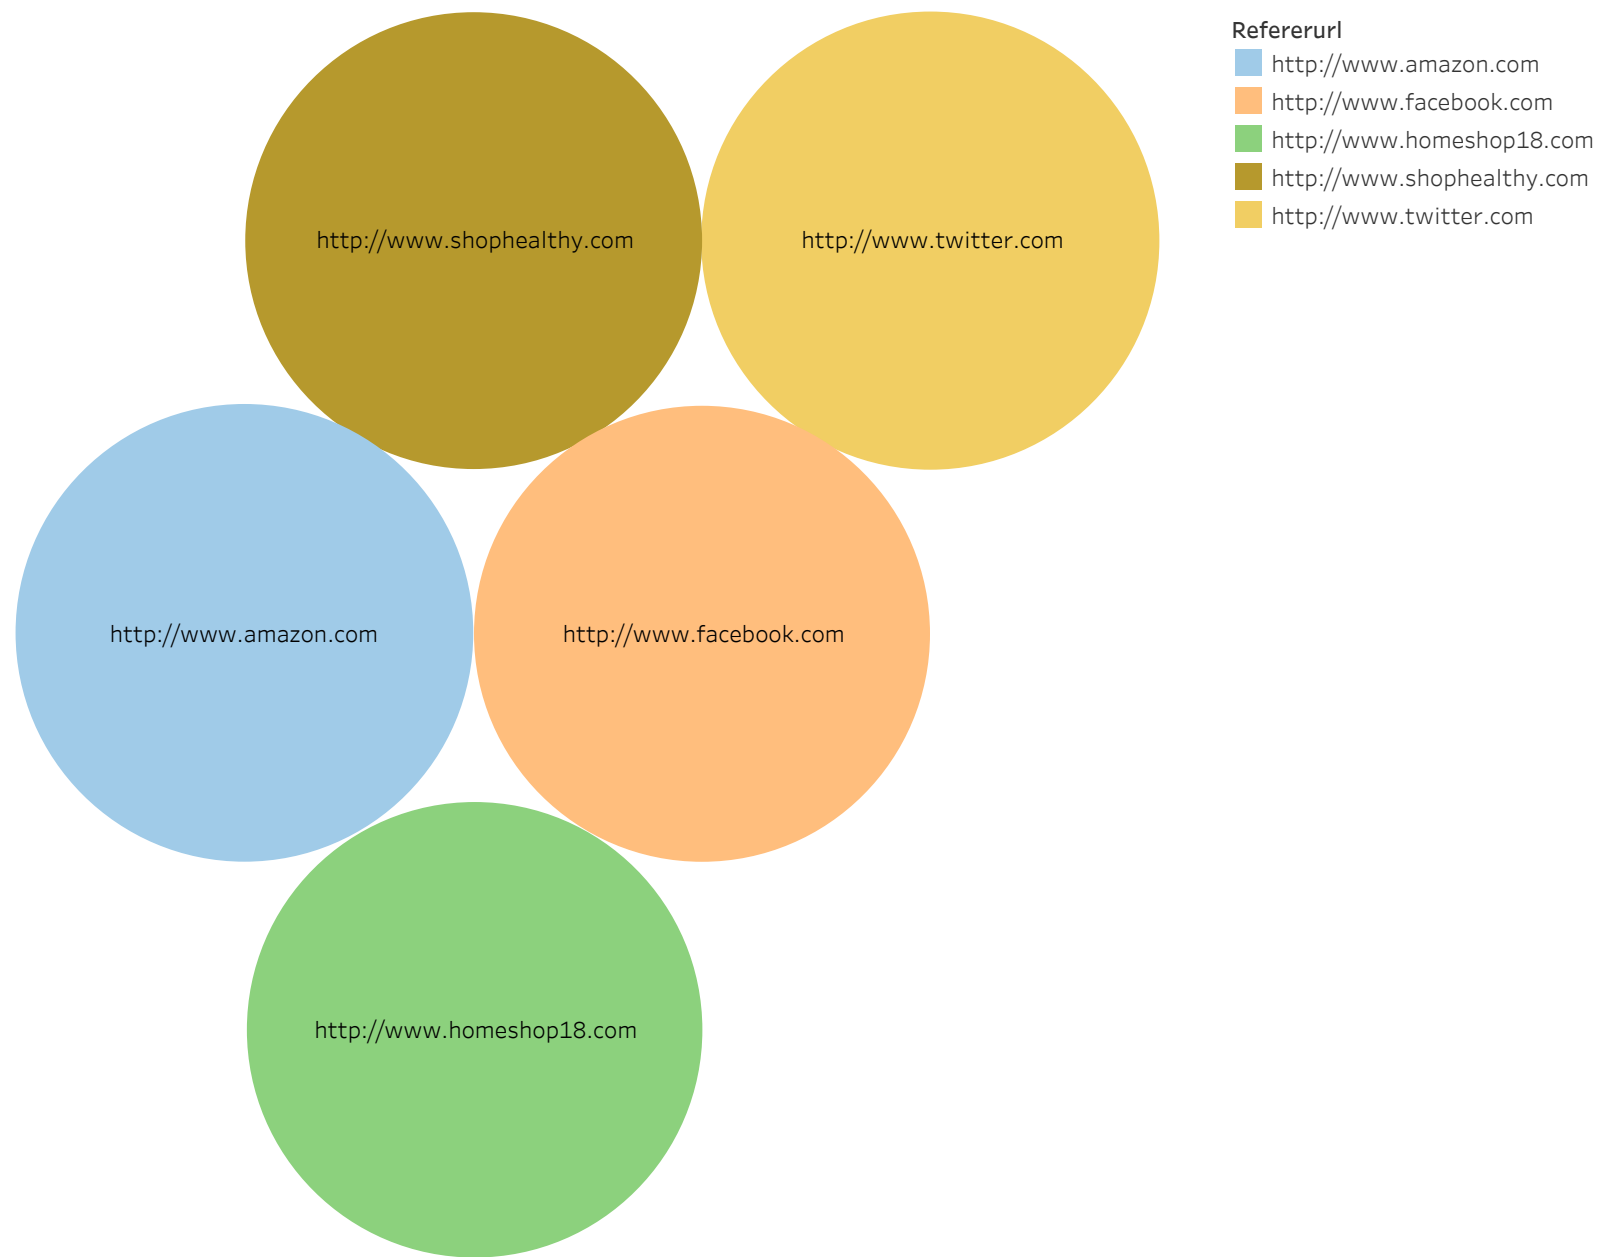 Refererurl
http://www.amazon.com
http://www.facebook.com
http://www.homeshop18.com
http://www.shophealthy.com
http://www.twitter.com
http://www.shophealthy.com
http://www.twitter.com
http://www.amazon.com
http://www.facebook.com
http://www.homeshop18.com